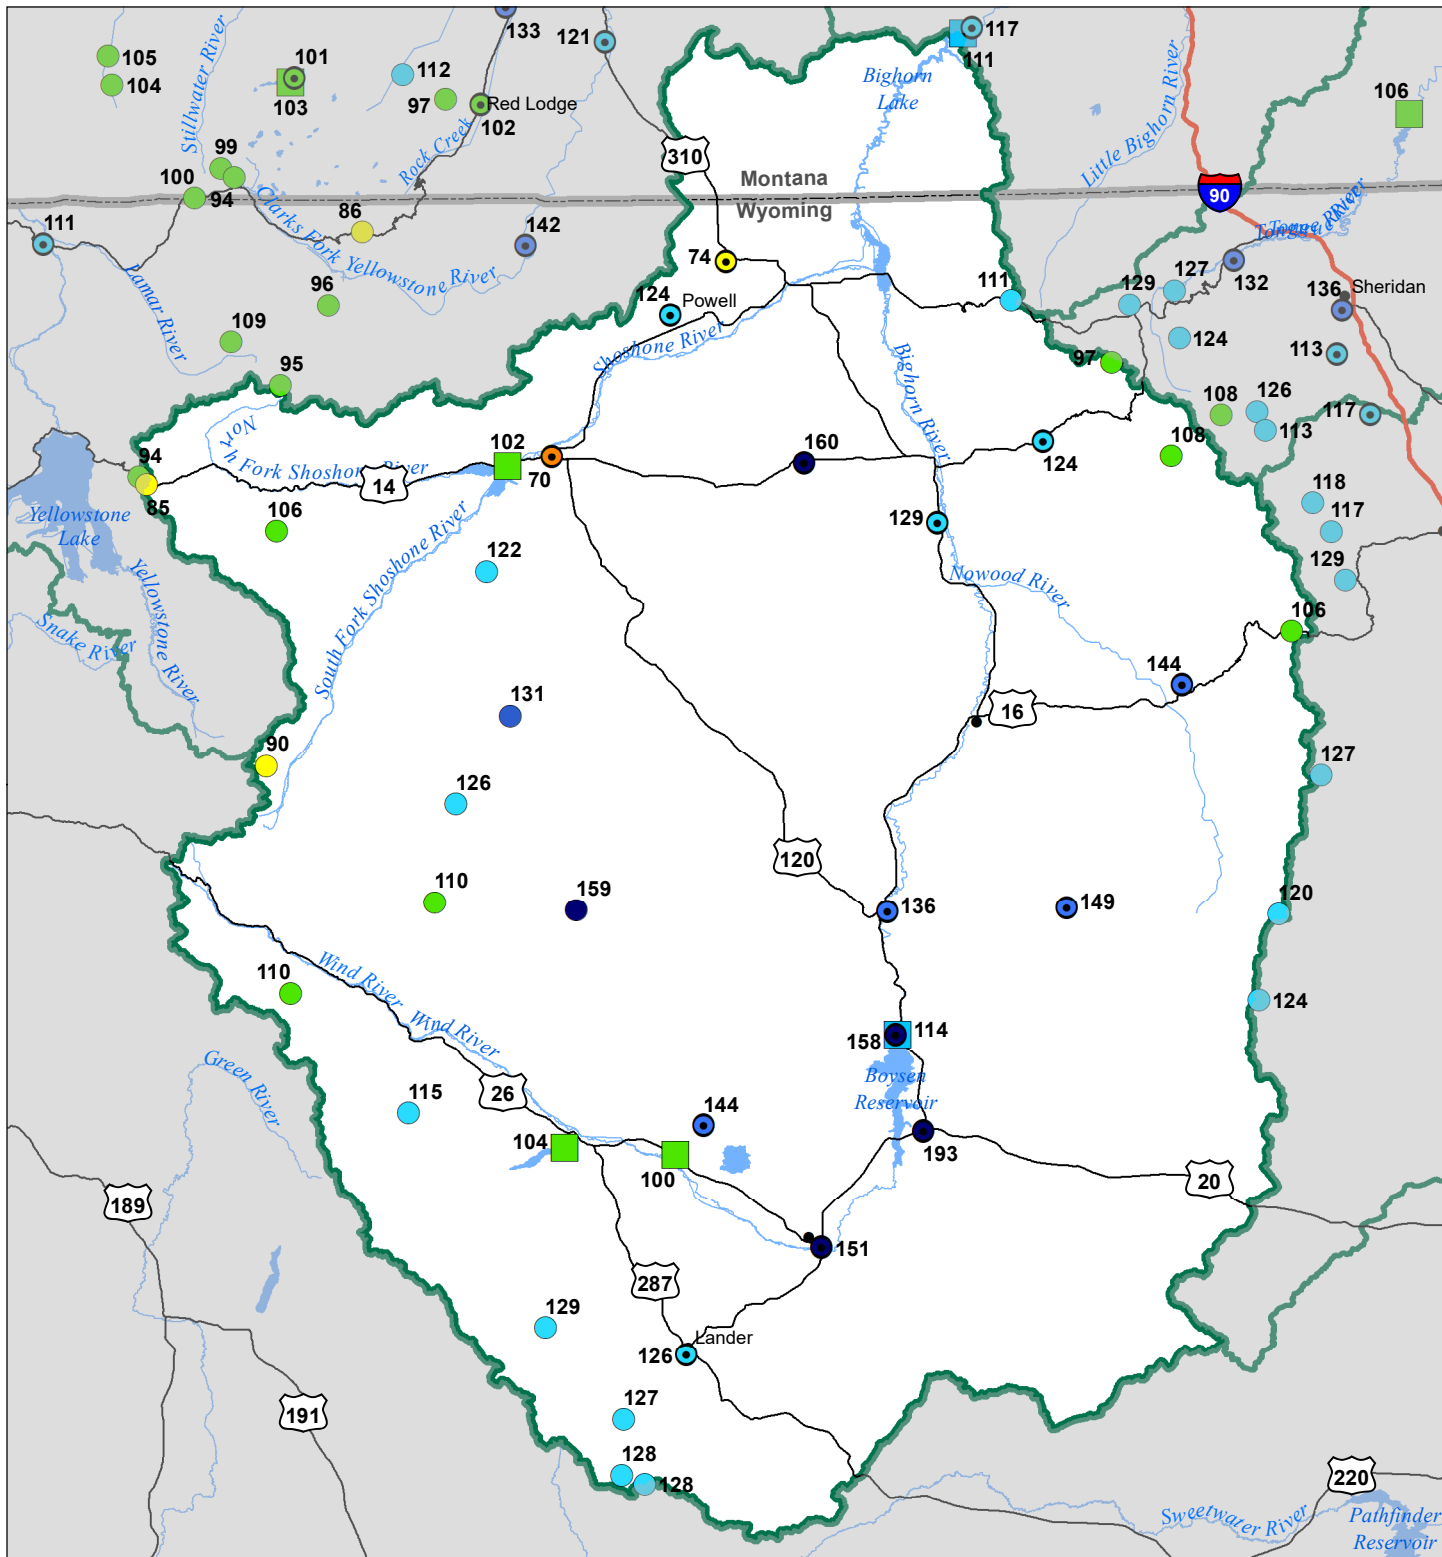 133
117
121
105
101
112
111
Bighorn
Lake
104
103
97
Red Lodge
102
106
Stillwater River
Rock Creek
Little Bighorn River
99
310
100
94
Montana
Wyoming
90
86
Clarks Fork Yellowstone River
142
111
74
Tongue River
Tongue River
132
127
129
Lamar River
96
124
Powell
111
136
Sheridan
109
Shoshone River
124
113
95
Bighorn River
97
North Fork Shoshone River
108
126
117
113
94
102
70
160
124
108
85
14
106
129
118
117
Yellowstone
Lake
122
South Fork Shoshone River
Nowood River
129
Yellowstone River
106
Snake River
144
131
16
90
127
126
120
110
159
136
149
120
110
Wind River
124
Wind River
158
114
Green River
Boysen
Reservoir
115
26
144
104
193
100
20
189
151
287
129
Lander
126
191
127
128
128
220
Sweetwater River
Pathfinder
Reservoir